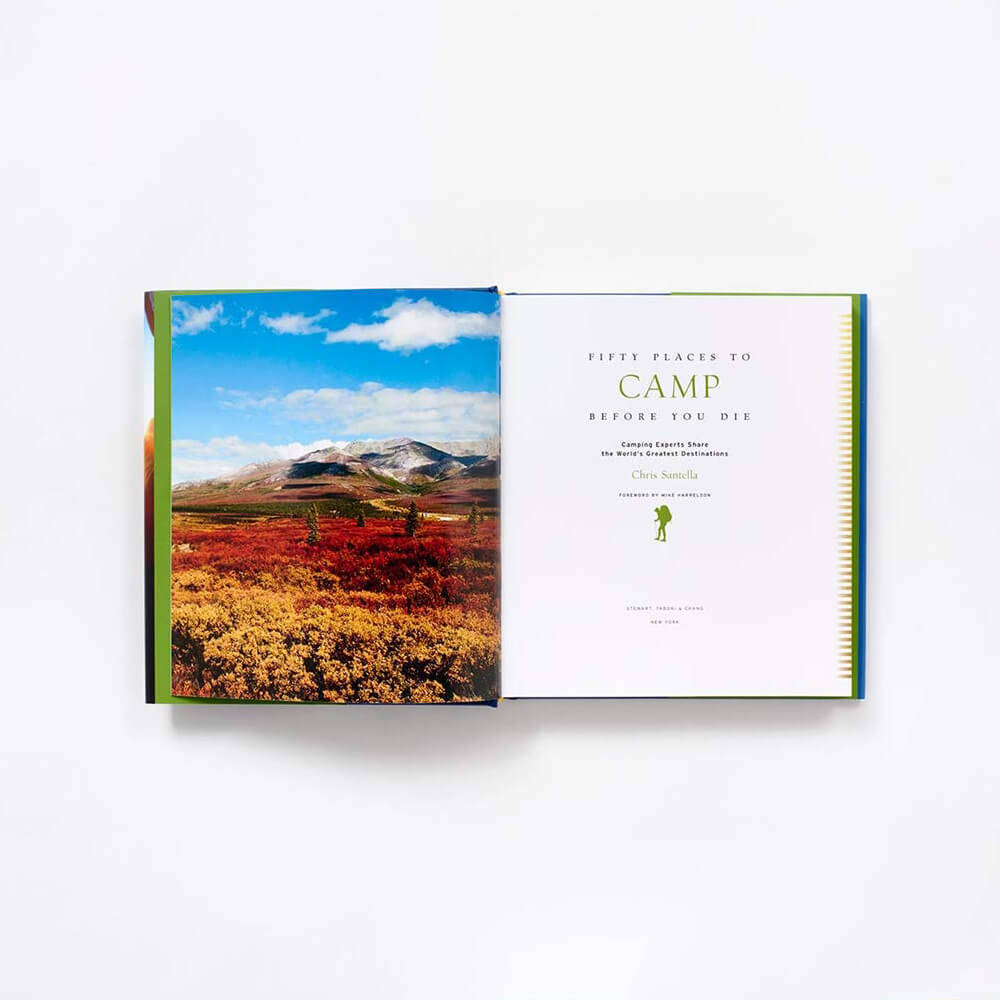 FIFTY PLACES TO
CAMP
BEFORE YOU DIE
Camping Experts Share
the World's Greatest Destinations
Chris Santella
FOREWORD BY MIKE HARRELSON
STEWART, TABORI & CHANG
NEW YORK